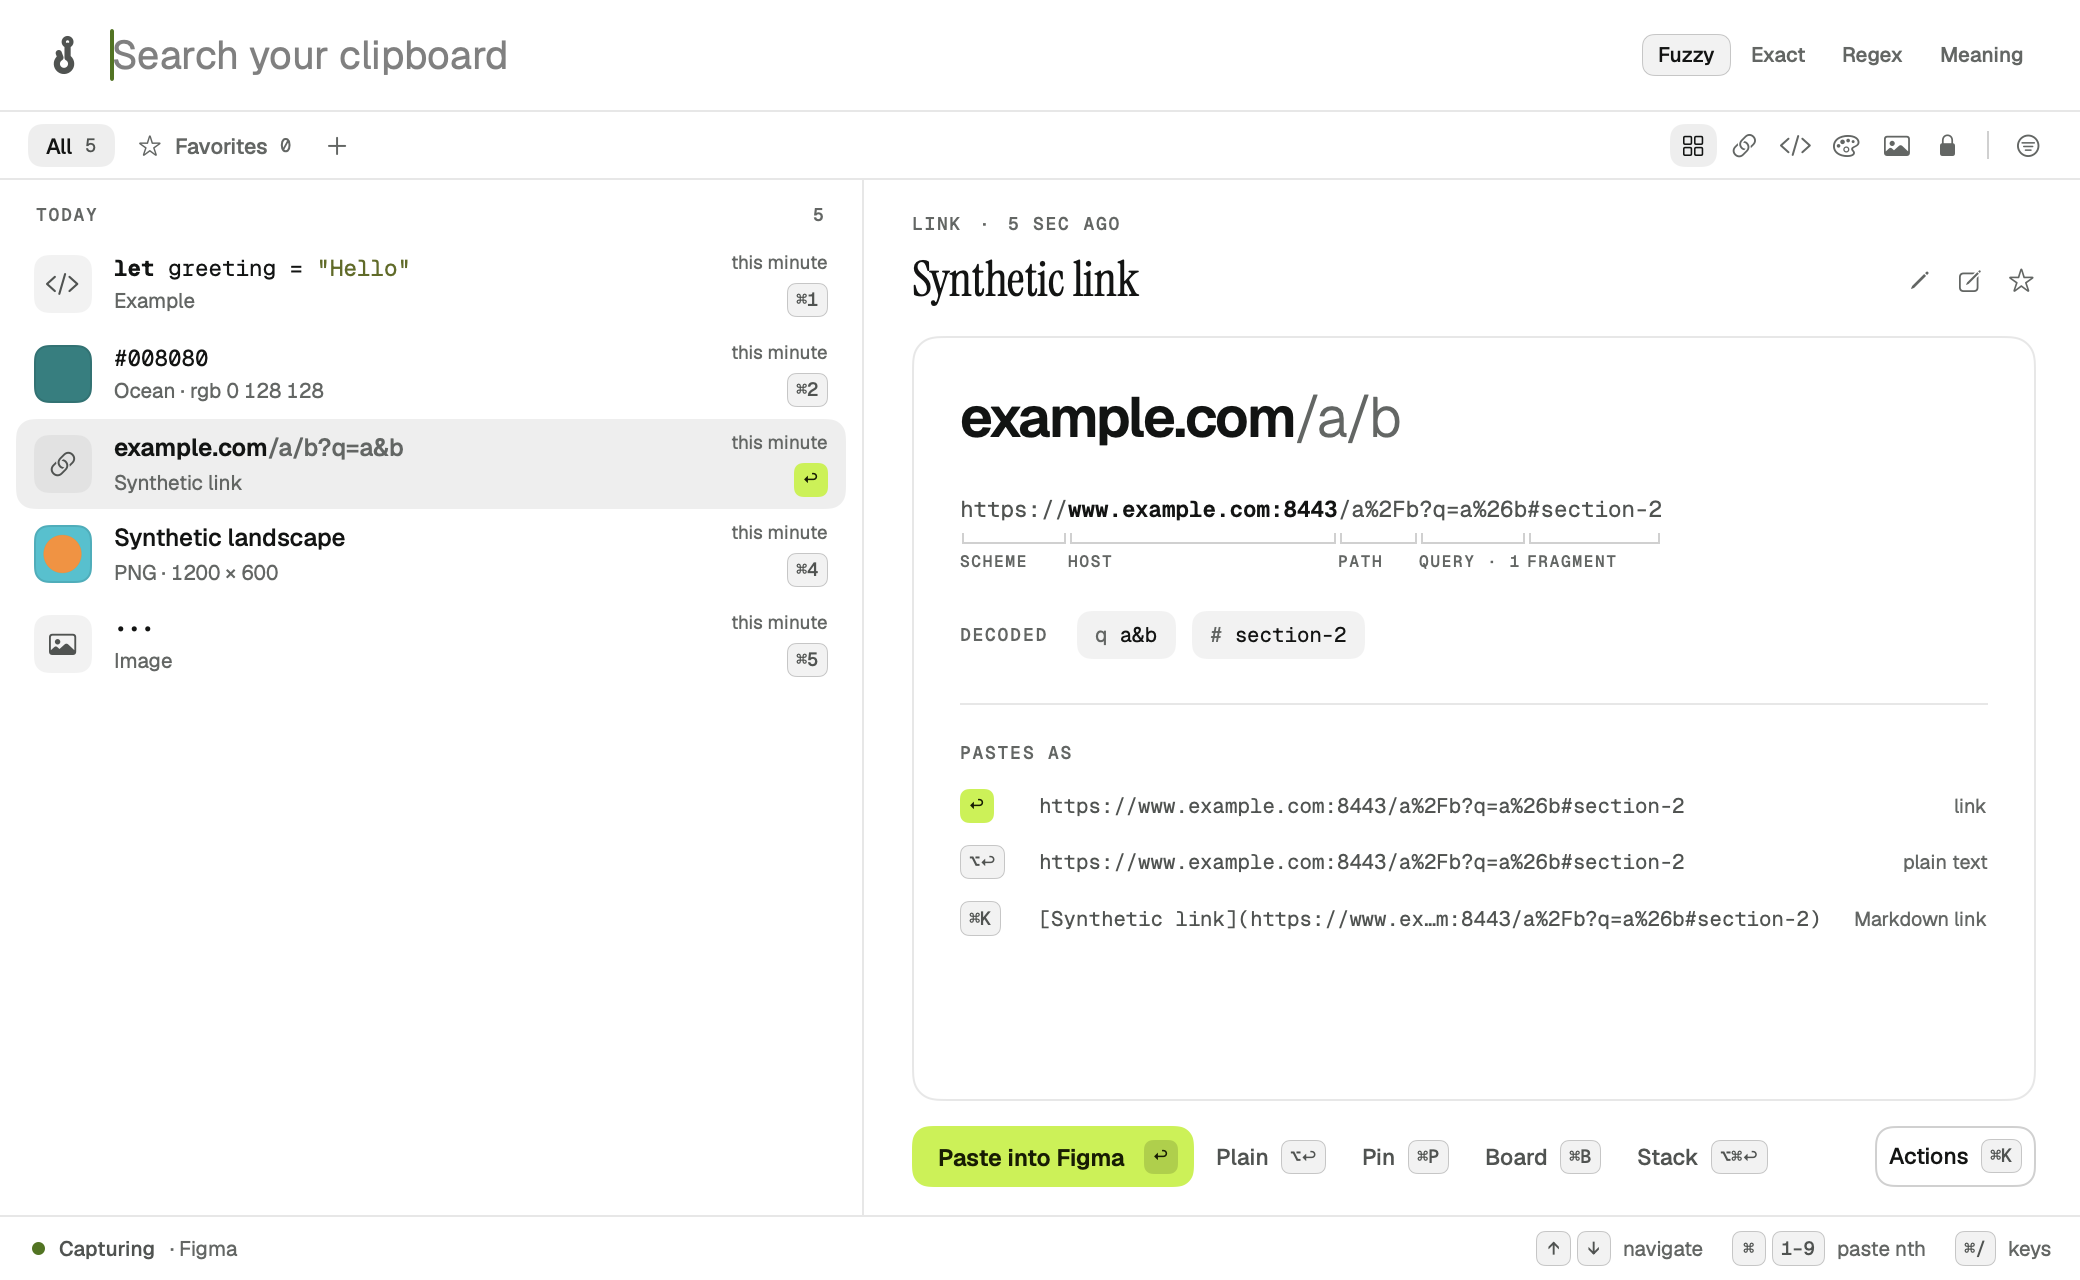 Search your clipboard
Fuzzy Exact Regex Meaning
All 5 Favorites 0
TODAY 5
let greeting = "Hello"
Example
this minute
⌘1
#008080
Ocean · rgb 0 128 128
this minute
⌘2
example.com/a/b?q=a&b
Synthetic link
this minute
↩
Synthetic landscape
PNG · 1200 × 600
this minute
⌘4
...
Image
this minute
⌘5
LINK · 5 SEC AGO
Synthetic link
example.com/a/b
https://www.example.com:8443/a%2Fb?q=a%26b#section-2
SCHEME HOST PATH QUERY · 1 FRAGMENT
DECODED q a&b # section-2
PASTES AS
↩ https://www.example.com:8443/a%2Fb?q=a%26b#section-2 link
⌥↩ https://www.example.com:8443/a%2Fb?q=a%26b#section-2 plain text
⌘K [Synthetic link](https://www.ex…m:8443/a%2Fb?q=a%26b#section-2) Markdown link
Paste into Figma ↩ Plain ⌥↩ Pin ⌘P Board ⌘B Stack ⌥⌘↩ Actions ⌘K
Capturing · Figma
↑ ↓ navigate ⌘ 1-9 paste nth ⌘/ keys